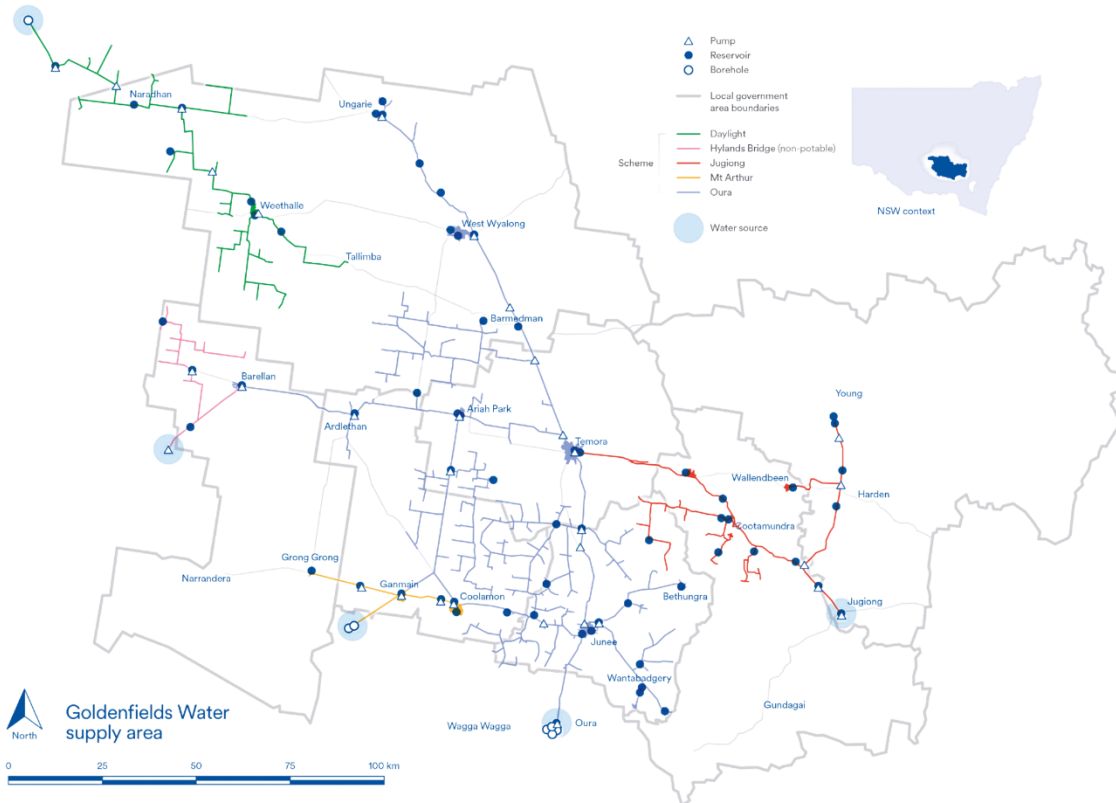 Pump
Reservoir
Borehole
Local government
area boundaries
Scheme
Daylight
Hylands Bridge (non-potable)
Jugiong
Mt Arthur
Oura
Water source
NSW context
Naradhan
Ungarie
Weethalle
West Wyalong
Tallimba
Barmedman
Barellan
Ardlethan
Ariah Park
Temora
Young
Wallendbeen
Harden
Zootamundra
Grong Grong
Narrandera
Ganmain
Coolamon
Bethungra
Jugiong
Junee
Wantabadgery
Gundagai
Wagga Wagga
Oura
North
Goldenfields Water
supply area
0 25 50 75 100 km